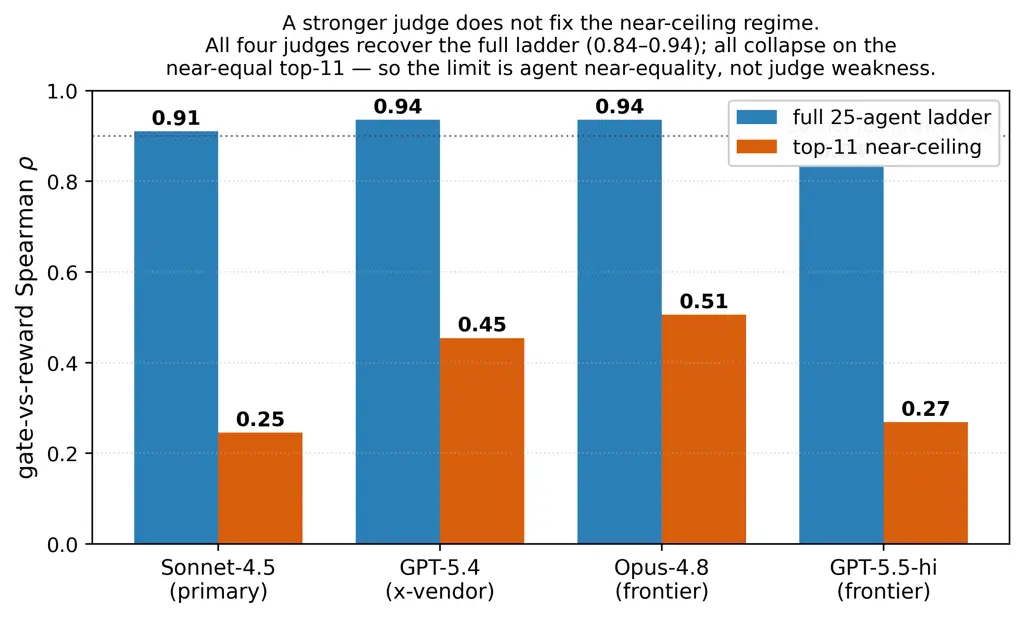 A stronger judge does not fix the near-ceiling regime.
All four judges recover the full ladder (0.84–0.94); all collapse on the
near-equal top-11 — so the limit is agent near-equality, not judge weakness.
1.0
0.8
0.6
0.4
0.2
0.0
gate-vs-reward Spearman ρ
full 25-agent ladder
top-11 near-ceiling
0.91
0.25
0.94
0.45
0.94
0.51
0.27
Sonnet-4.5
(primary)
GPT-5.4
(x-vendor)
Opus-4.8
(frontier)
GPT-5.5-hi
(frontier)